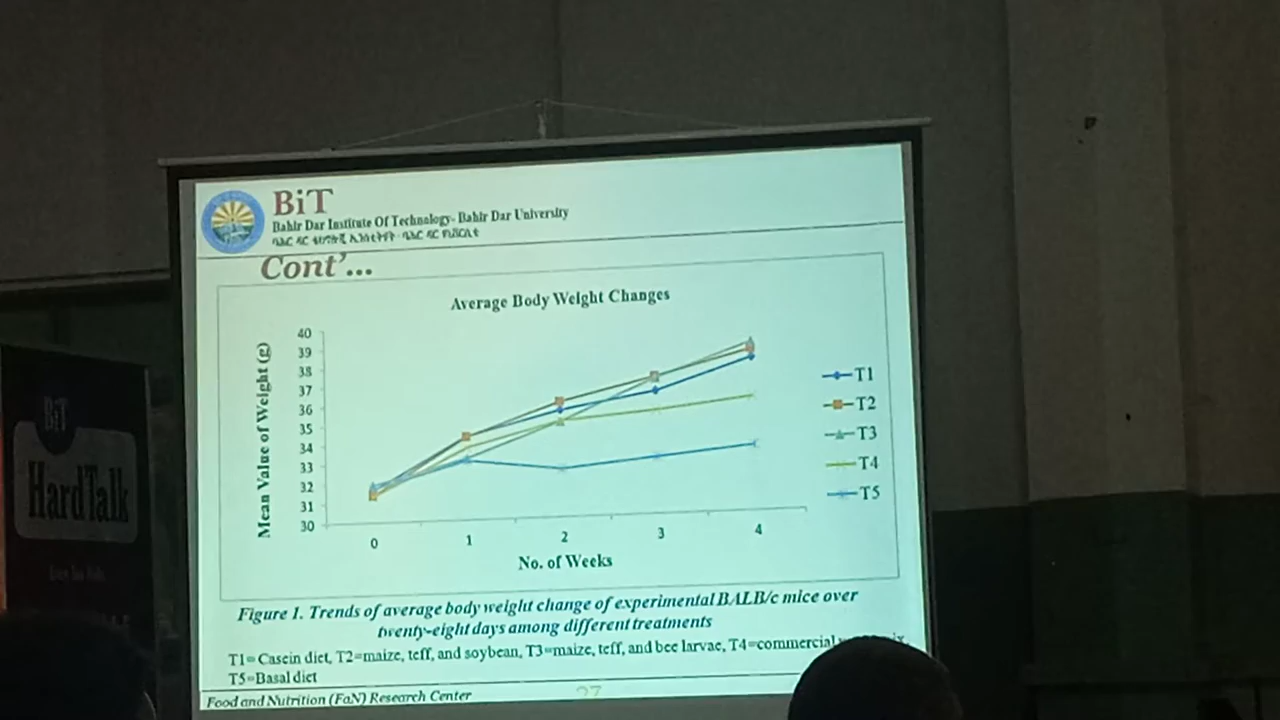 BiT
Bahir Dar Institute Of Technology- Bahir Dar University
Cont'...
Average Body Weight Changes
Mean Value of Weight (g)
40
39
38
37
36
35
34
33
32
31
30
0 1 2 3 4
No. of Weeks
T1
T2
T3
T4
T5
Figure 1. Trends of average body weight change of experimental BALB/c mice over
twenty-eight days among different treatments
T1= Casein diet, T2=maize, teff, and soybean, T3=maize, teff, and bee larvae, T4=commercial
T5=Basal diet
Food and Nutrition (FaN) Research Center
27
BiT
HardTalk